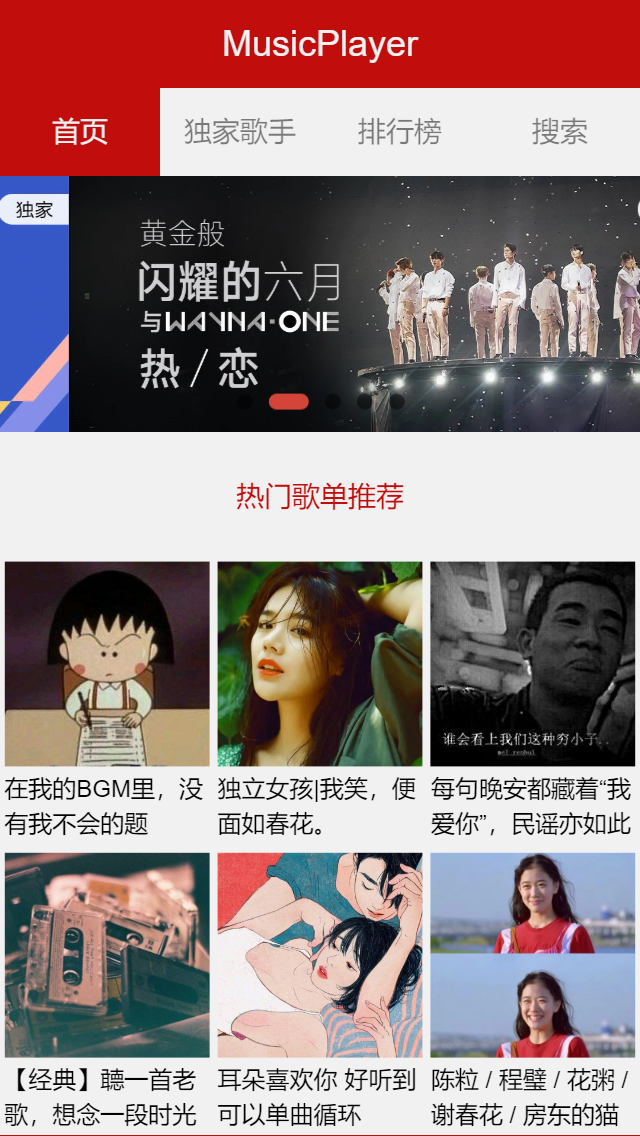 MusicPlayer
首页 独家歌手 排行榜 搜索
独家
黄金般
闪耀的六月
与WANNA·ONE
热/恋
热门歌单推荐
谁会看上我们这种穷小子..
在我的BGM里，没
有我不会的题
独立女孩|我笑，便
面如春花。
每句晚安都藏着“我
爱你”，民谣亦如此
【经典】聽一首老
歌，想念一段时光
耳朵喜欢你 好听到
可以单曲循环
陈粒 / 程璧 / 花粥 /
谢春花 / 房东的猫